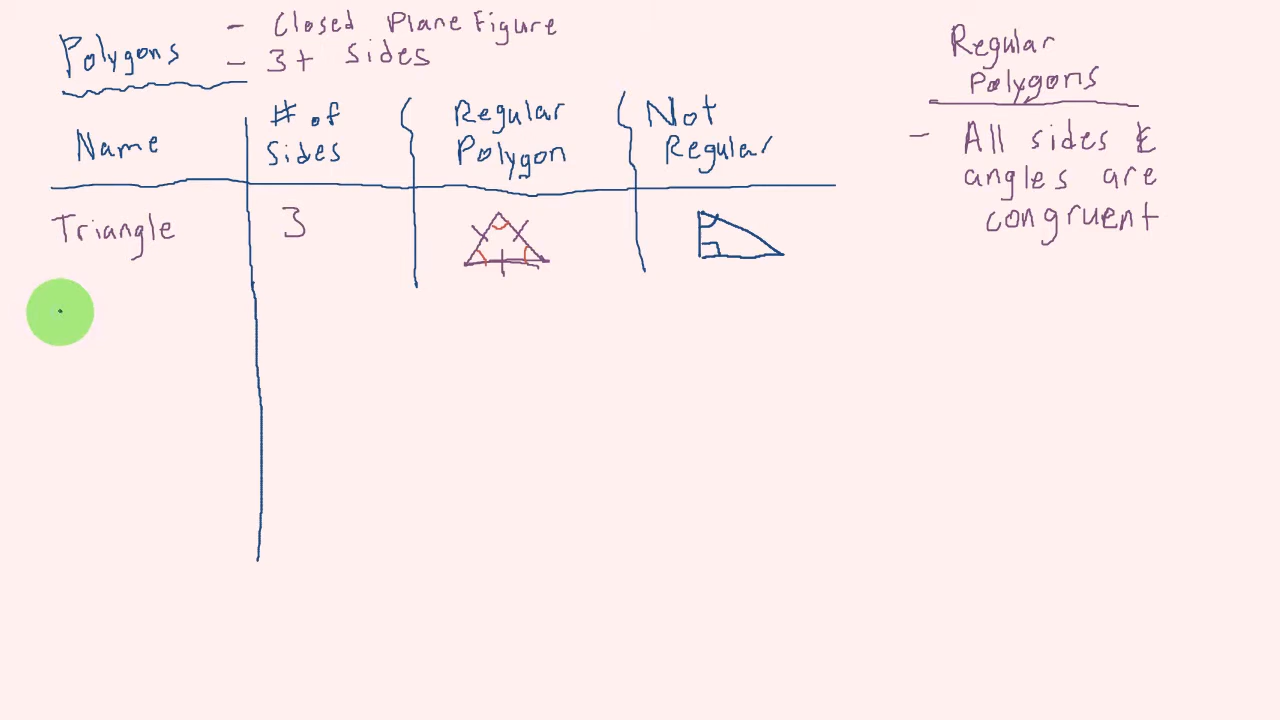 Polygons
- Closed Plane Figure
- 3+ sides
Name
# of
Sides
Regular
Polygon
Not
Regular
Triangle
3
Regular
Polygons
- All sides &
angles are
congruent